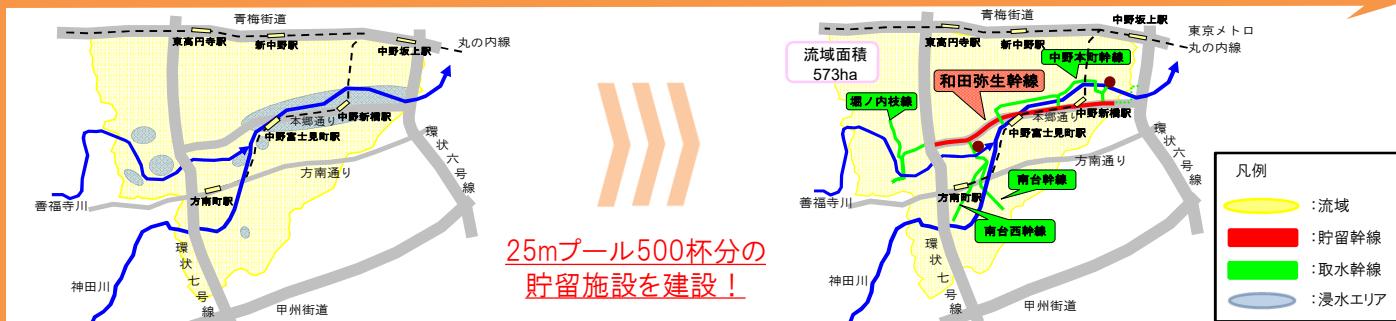 青梅街道
東高円寺駅
新中野駅
中野坂上駅
丸の内線
本郷通り
中野新橋駅
中野富士見町駅
方南通り
環状六号線
方南町駅
善福寺川
環状七号線
神田川
甲州街道
25mプール500杯分の
貯留施設を建設！
青梅街道
中野坂上駅
東高円寺駅
新中野駅
東京メトロ
丸の内線
流域面積
573ha
中野本町幹線
和田弥生幹線
堀ノ内枝線
本郷通り
中野新橋駅
中野富士見町駅
方南通り
環状六号線
南台幹線
方南町駅
善福寺川
南台西幹線
環状七号線
神田川
甲州街道
凡例
:流域
:貯留幹線
:取水幹線
:浸水エリア